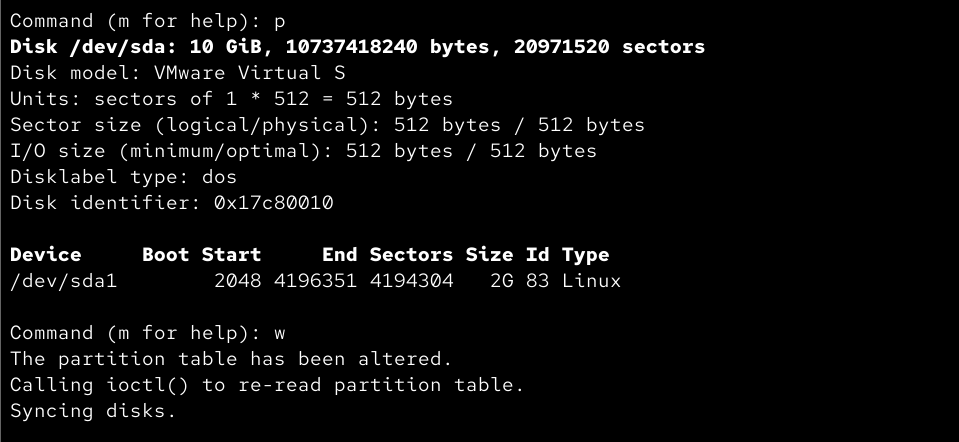 Command (m for help): p
Disk /dev/sda: 10 GiB, 10737418240 bytes, 20971520 sectors
Disk model: VMware Virtual S
Units: sectors of 1 * 512 = 512 bytes
Sector size (logical/physical): 512 bytes / 512 bytes
I/O size (minimum/optimal): 512 bytes / 512 bytes
Disklabel type: dos
Disk identifier: 0x17c80010
Device     Boot Start     End Sectors Size Id Type
/dev/sda1        2048 4196351 4194304   2G 83 Linux
Command (m for help): w
The partition table has been altered.
Calling ioctl() to re-read partition table.
Syncing disks.